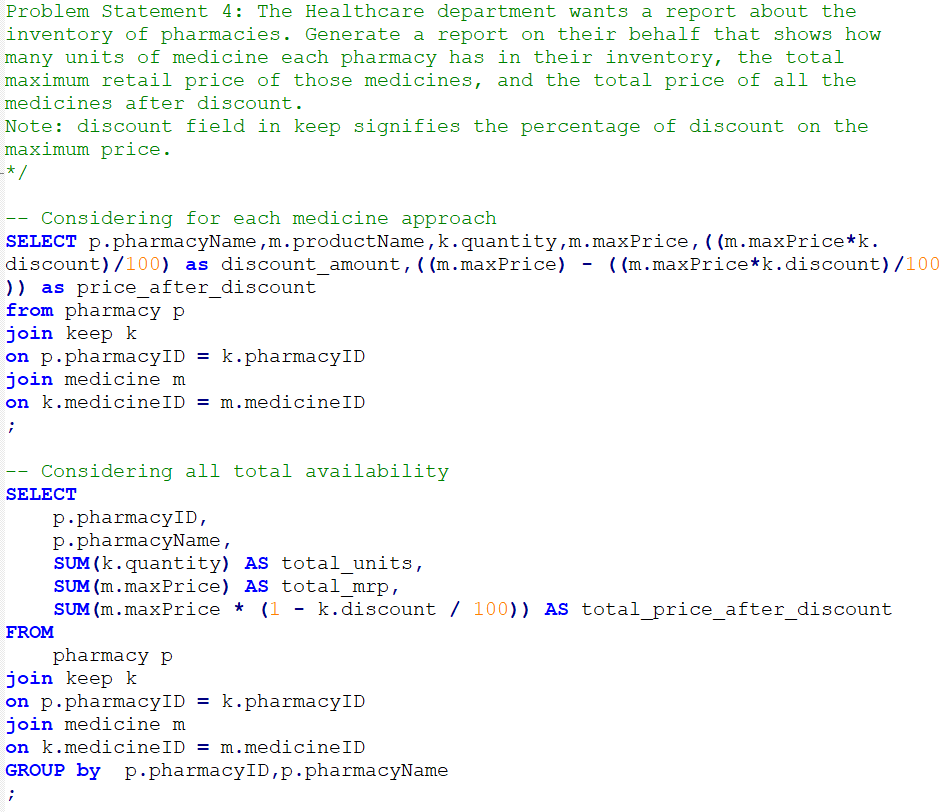 Problem Statement 4: The Healthcare department wants a report about the
inventory of pharmacies. Generate a report on their behalf that shows how
many units of medicine each pharmacy has in their inventory, the total
maximum retail price of those medicines, and the total price of all the
medicines after discount.
Note: discount field in keep signifies the percentage of discount on the
maximum price.
*/

-- Considering for each medicine approach
SELECT p.pharmacyName,m.productName,k.quantity,m.maxPrice,((m.maxPrice*k.
discount)/100) as discount_amount,((m.maxPrice) - ((m.maxPrice*k.discount)/100
)) as price_after_discount
from pharmacy p
join keep k
on p.pharmacyID = k.pharmacyID
join medicine m
on k.medicineID = m.medicineID
;

-- Considering all total availability
SELECT
    p.pharmacyID,
    p.pharmacyName,
    SUM(k.quantity) AS total_units,
    SUM(m.maxPrice) AS total_mrp,
    SUM(m.maxPrice * (1 - k.discount / 100)) AS total_price_after_discount
FROM
    pharmacy p
join keep k
on p.pharmacyID = k.pharmacyID
join medicine m
on k.medicineID = m.medicineID
GROUP by  p.pharmacyID,p.pharmacyName
;